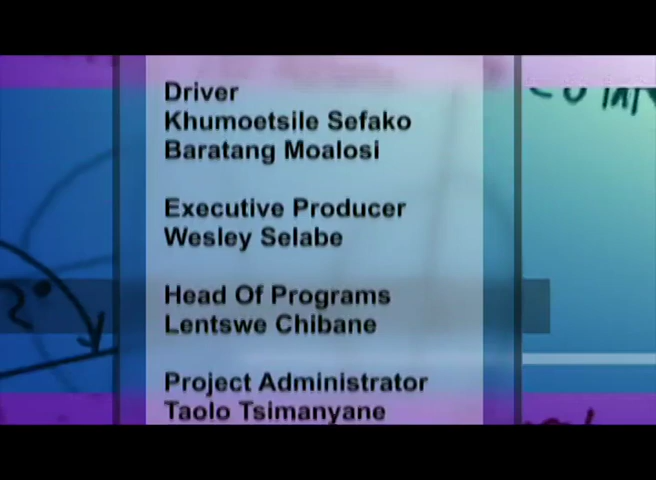 Driver
Khumoetsile Sefako
Baratang Moalosi
Executive Producer
Wesley Selabe
Head Of Programs
Lentswe Chibane
Project Administrator
Taolo Tsimanyane